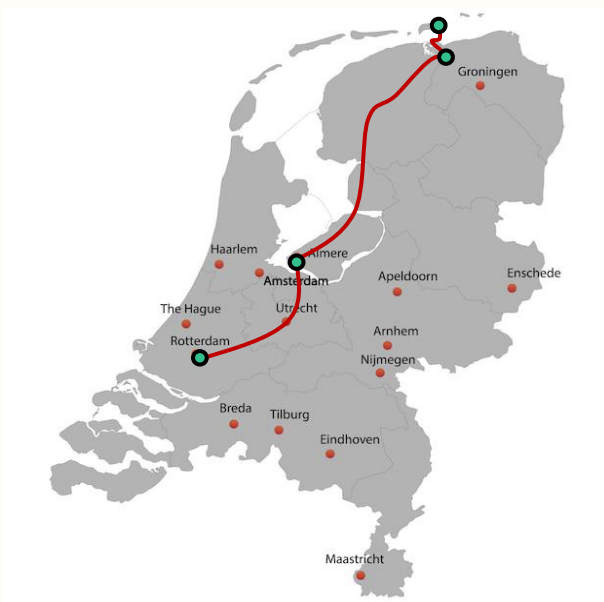 Groningen
Haarlem
Almere
Amsterdam
Apeldoorn
Enschede
The Hague
Utrecht
Rotterdam
Arnhem
Nijmegen
Breda
Tilburg
Eindhoven
Maastricht